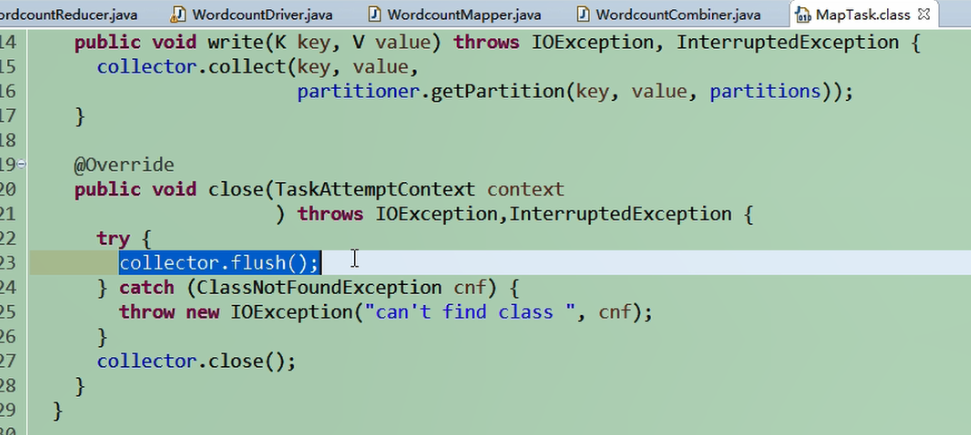 ordcountReducer.java WordcountDriver.java WordcountMapper.java WordcountCombiner.java MapTask.class
14 public void write(K key, V value) throws IOException, InterruptedException {
15 collector.collect(key, value,
16 partitioner.getPartition(key, value, partitions));
17 }
18
19 @Override
20 public void close(TaskAttemptContext context
21 ) throws IOException,InterruptedException {
22 try {
23 collector.flush();
24 } catch (ClassNotFoundException cnf) {
25 throw new IOException("can't find class ", cnf);
26 }
27 collector.close();
28 }
29 }
30